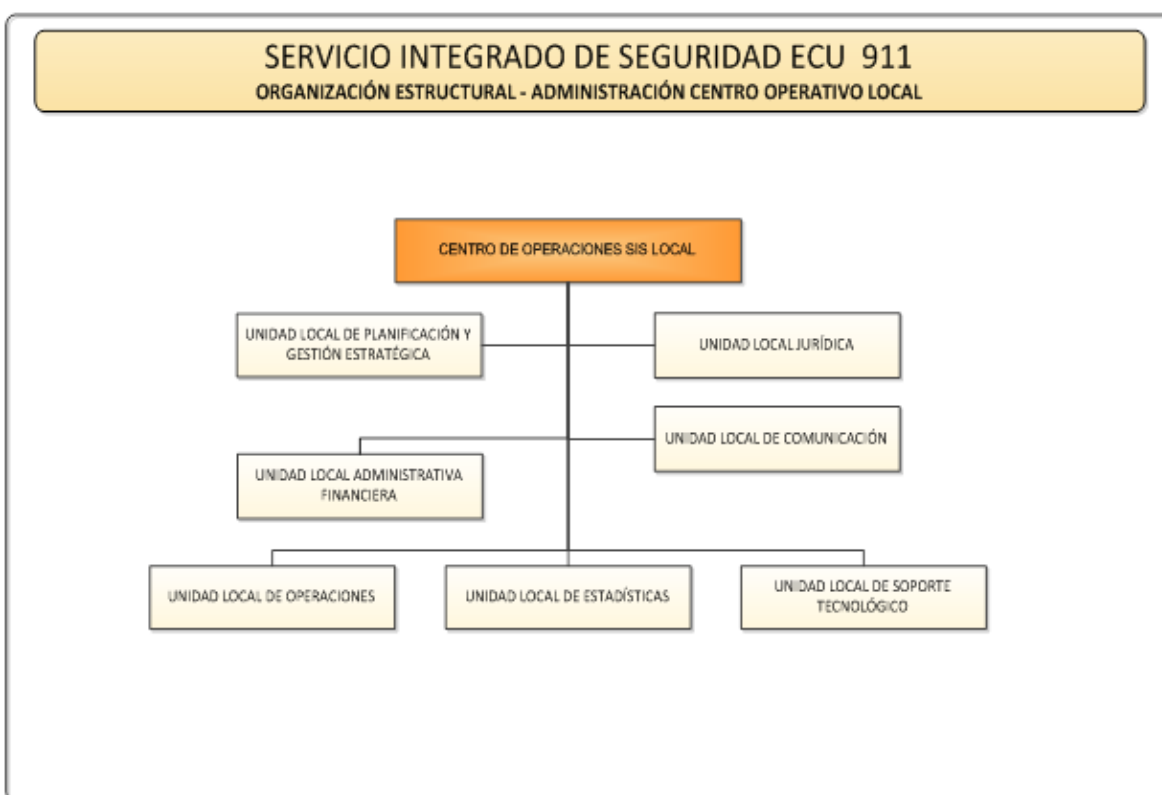 SERVICIO INTEGRADO DE SEGURIDAD ECU 911
ORGANIZACIÓN ESTRUCTURAL - ADMINISTRACIÓN CENTRO OPERATIVO LOCAL
CENTRO DE OPERACIONES SIS LOCAL
UNIDAD LOCAL DE PLANIFICACIÓN Y
GESTIÓN ESTRATÉGICA
UNIDAD LOCAL JURÍDICA
UNIDAD LOCAL DE COMUNICACIÓN
UNIDAD LOCAL ADMINISTRATIVA
FINANCIERA
UNIDAD LOCAL DE OPERACIONES
UNIDAD LOCAL DE ESTADÍSTICAS
UNIDAD LOCAL DE SOPORTE
TECNOLÓGICO